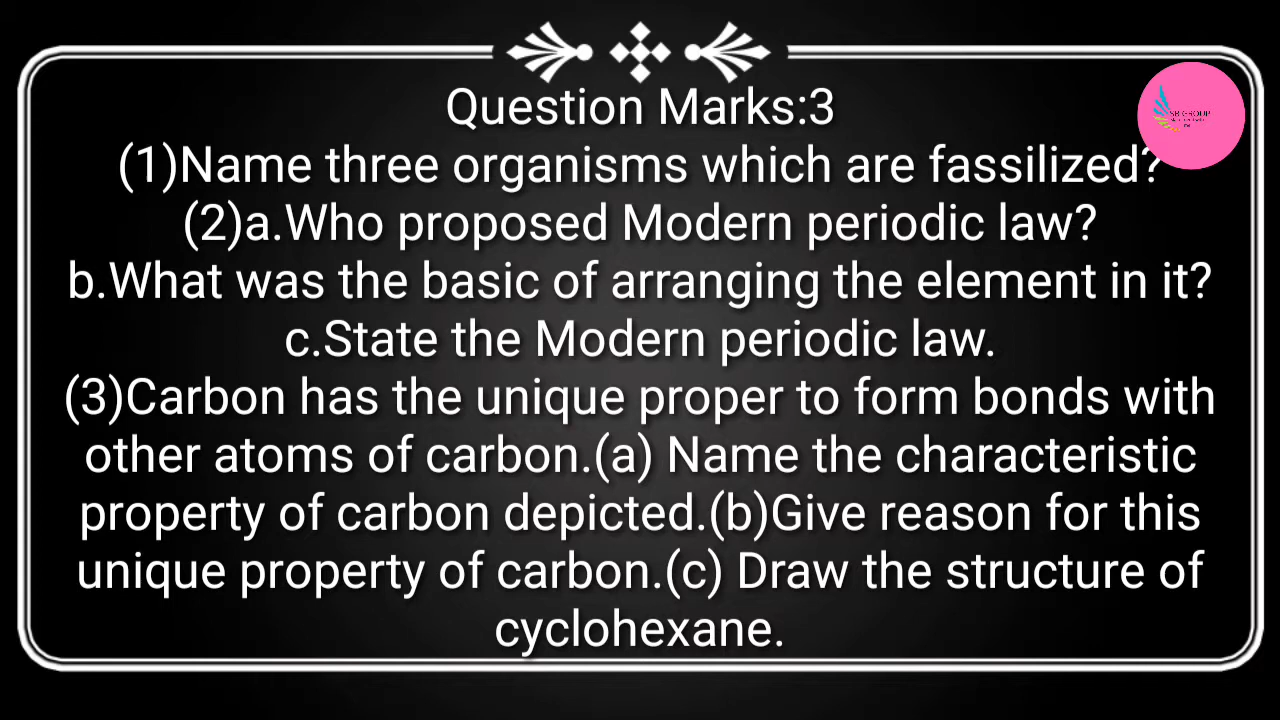 Question Marks:3
(1)Name three organisms which are fassilized?
(2)a.Who proposed Modern periodic law?
b.What was the basic of arranging the element in it?
c.State the Modern periodic law.
(3)Carbon has the unique proper to form bonds with
other atoms of carbon.(a) Name the characteristic
property of carbon depicted.(b)Give reason for this
unique property of carbon.(c) Draw the structure of
cyclohexane.
SB GROUP